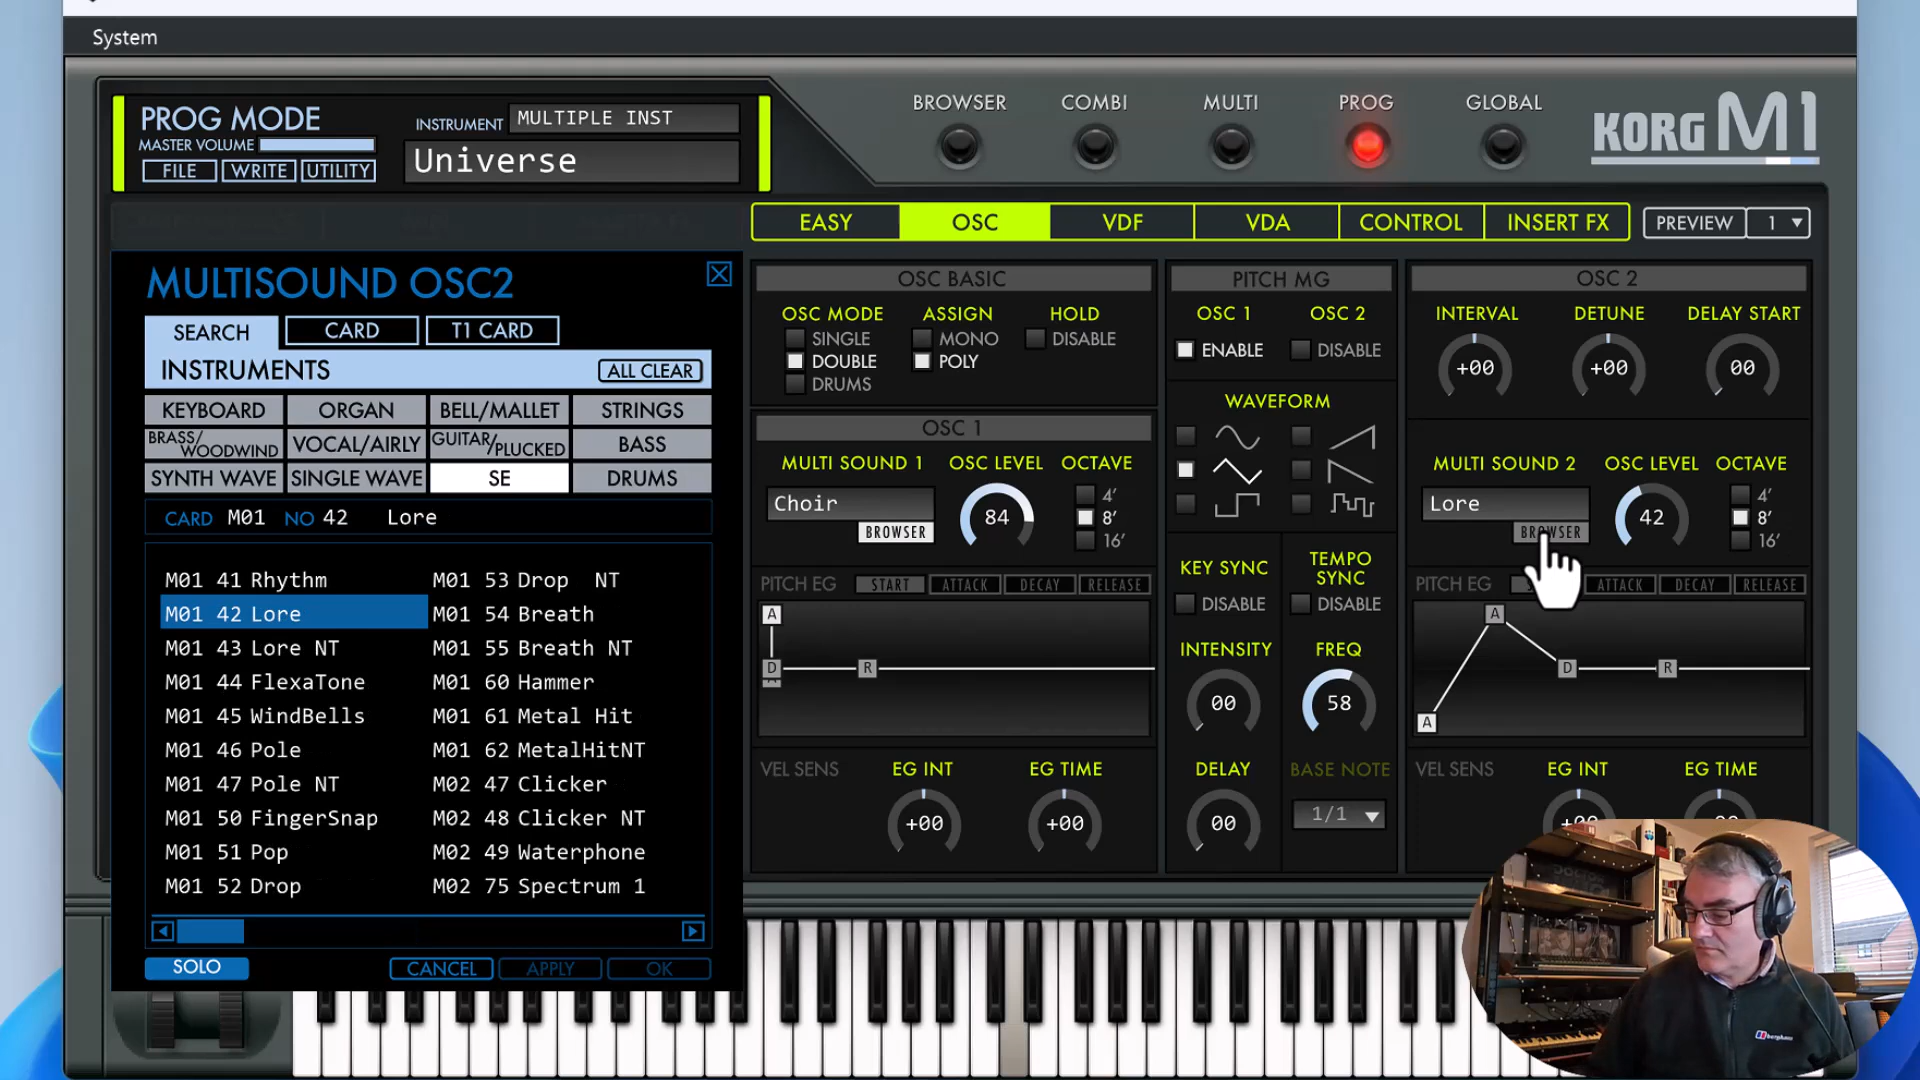 System
PROG MODE
MASTER VOLUME
FILE WRITE UTILITY
INSTRUMENT MULTIPLE INST
Universe
BROWSER COMBI MULTI PROG GLOBAL
KORG M1
EASY OSC VDF VDA CONTROL INSERT FX PREVIEW 1
MULTISOUND OSC2
SEARCH CARD T1 CARD
INSTRUMENTS ALL CLEAR
KEYBOARD ORGAN BELL/MALLET STRINGS
BRASS/WOODWIND VOCAL/AIRLY GUITAR/PLUCKED BASS
SYNTH WAVE SINGLE WAVE SE DRUMS
CARD M01 NO 42 Lore
M01 41 Rhythm
M01 42 Lore
M01 43 Lore NT
M01 44 FlexaTone
M01 45 WindBells
M01 46 Pole
M01 47 Pole NT
M01 50 FingerSnap
M01 51 Pop
M01 52 Drop
M01 53 Drop NT
M01 54 Breath
M01 55 Breath NT
M01 60 Hammer
M01 61 Metal Hit
M01 62 MetalHitNT
M02 47 Clicker
M02 48 Clicker NT
M02 49 Waterphone
M02 75 Spectrum 1
SOLO CANCEL APPLY OK
OSC BASIC
OSC MODE ASSIGN HOLD
SINGLE MONO DISABLE
DOUBLE POLY
DRUMS
OSC 1
MULTI SOUND 1 OSC LEVEL OCTAVE
Choir
BROWSER
84
4'
8'
16'
PITCH EG START ATTACK DECAY RELEASE
A
D R
A
VEL SENS EG INT EG TIME
+00 +00
PITCH MG
OSC 1 OSC 2
ENABLE DISABLE
WAVEFORM
KEY SYNC TEMPO SYNC
DISABLE DISABLE
INTENSITY FREQ
00 58
DELAY BASE NOTE
00 1/1
OSC 2
INTERVAL DETUNE DELAY START
+00 +00 00
MULTI SOUND 2 OSC LEVEL OCTAVE
Lore
BROWSER
42
4'
8'
16'
PITCH EG ATTACK DECAY RELEASE
A
D R
A
VEL SENS EG INT EG TIME
berghaus